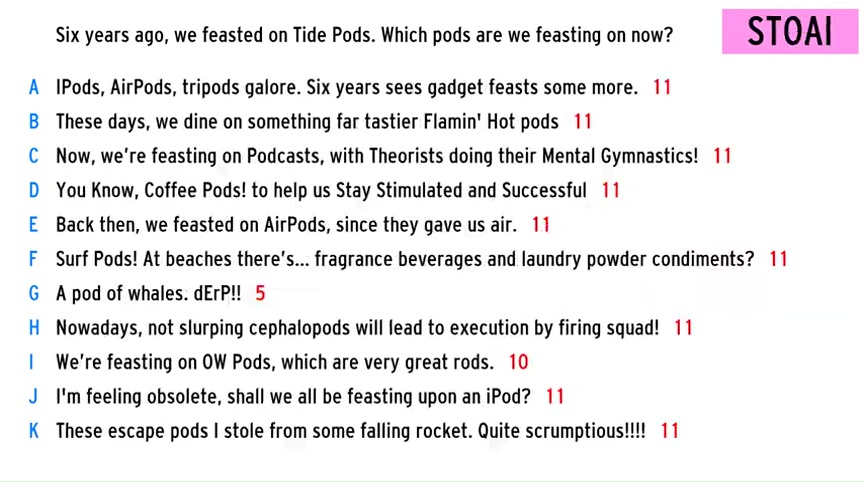 Six years ago, we feasted on Tide Pods. Which pods are we feasting on now?
STOAI
A IPods, AirPods, tripods galore. Six years sees gadget feasts some more. 11
B These days, we dine on something far tastier Flamin' Hot pods 11
C Now, we're feasting on Podcasts, with Theorists doing their Mental Gymnastics! 11
D You Know, Coffee Pods! to help us Stay Stimulated and Successful 11
E Back then, we feasted on AirPods, since they gave us air. 11
F Surf Pods! At beaches there's... fragrance beverages and laundry powder condiments? 11
G A pod of whales. dErP!! 5
H Nowadays, not slurping cephalopods will lead to execution by firing squad! 11
I We're feasting on OW Pods, which are very great rods. 10
J I'm feeling obsolete, shall we all be feasting upon an iPod? 11
K These escape pods I stole from some falling rocket. Quite scrumptious!!!! 11